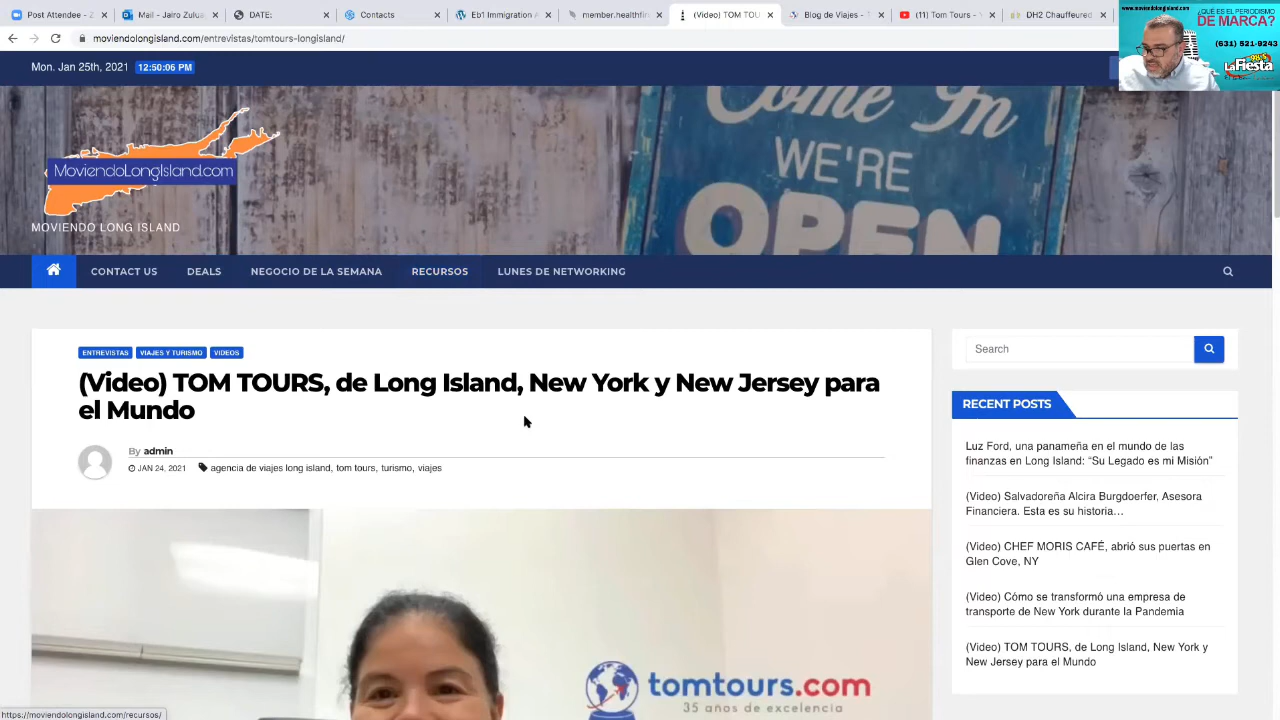 Post Attendee - Zo
Mail - Jairo Zulua
DATE:
Contacts
Eb1 Immigration A
member.healthfir
(Video) TOM TOU
Blog de Viajes - T
(11) Tom Tours - Y
DH2 Chauffeured
moviendolongisland.com/entrevistas/tomtours-longisland/
www.moviendolongisland.com
¿QUÉ ES EL PERIODISMO
DE MARCA?
(631) 521-9243
LaFiesta
Mon. Jan 25th, 2021
12:50:06 PM
Come In
WE'RE
OPEN
MoviendoLongIsland.com
MOVIENDO LONG ISLAND
CONTACT US
DEALS
NEGOCIO DE LA SEMANA
RECURSOS
LUNES DE NETWORKING
ENTREVISTAS
VIAJES Y TURISMO
VIDEOS
(Video) TOM TOURS, de Long Island, New York y New Jersey para
el Mundo
By admin
JAN 24, 2021
agencia de viajes long island, tom tours, turismo, viajes
tomtours.com
35 años de excelencia
Search
RECENT POSTS
Luz Ford, una panameña en el mundo de las
finanzas en Long Island: “Su Legado es mi Misión”
(Video) Salvadoreña Alcira Burgdoerfer, Asesora
Financiera. Esta es su historia…
(Video) CHEF MORIS CAFÉ, abrió sus puertas en
Glen Cove, NY
(Video) Cómo se transformó una empresa de
transporte de New York durante la Pandemia
(Video) TOM TOURS, de Long Island, New York y
New Jersey para el Mundo
https://moviendolongisland.com/recursos/